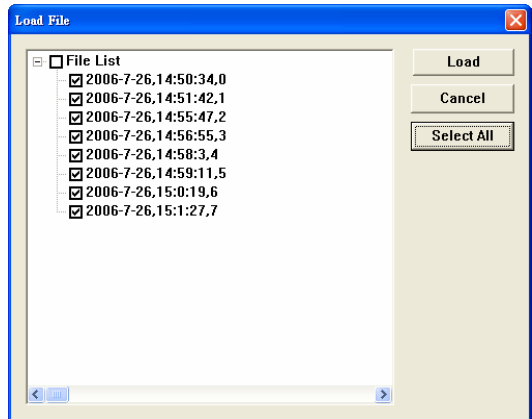 Load File
File List
2006-7-26,14:50:34,0
2006-7-26,14:51:42,1
2006-7-26,14:55:47,2
2006-7-26,14:56:55,3
2006-7-26,14:58:3,4
2006-7-26,14:59:11,5
2006-7-26,15:0:19,6
2006-7-26,15:1:27,7
Load
Cancel
Select All